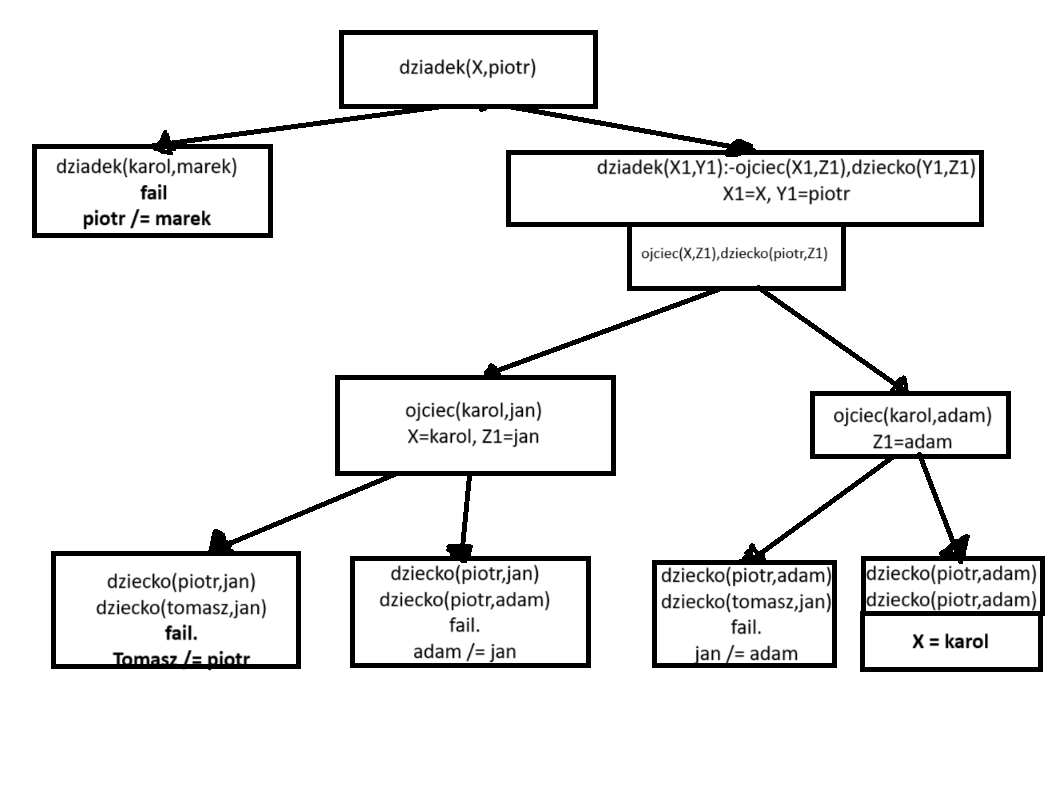 dziadek(X,piotr)
dziadek(karol,marek)
fail
piotr /= marek
dziadek(X1,Y1):-ojciec(X1,Z1),dziecko(Y1,Z1)
X1=X, Y1=piotr
ojciec(X,Z1),dziecko(piotr,Z1)
ojciec(karol,jan)
X=karol, Z1=jan
ojciec(karol,adam)
Z1=adam
dziecko(piotr,jan)
dziecko(tomasz,jan)
fail.
Tomasz /= piotr
dziecko(piotr,jan)
dziecko(piotr,adam)
fail.
adam /= jan
dziecko(piotr,adam)
dziecko(tomasz,jan)
fail.
jan /= adam
dziecko(piotr,adam)
dziecko(piotr,adam)
X = karol